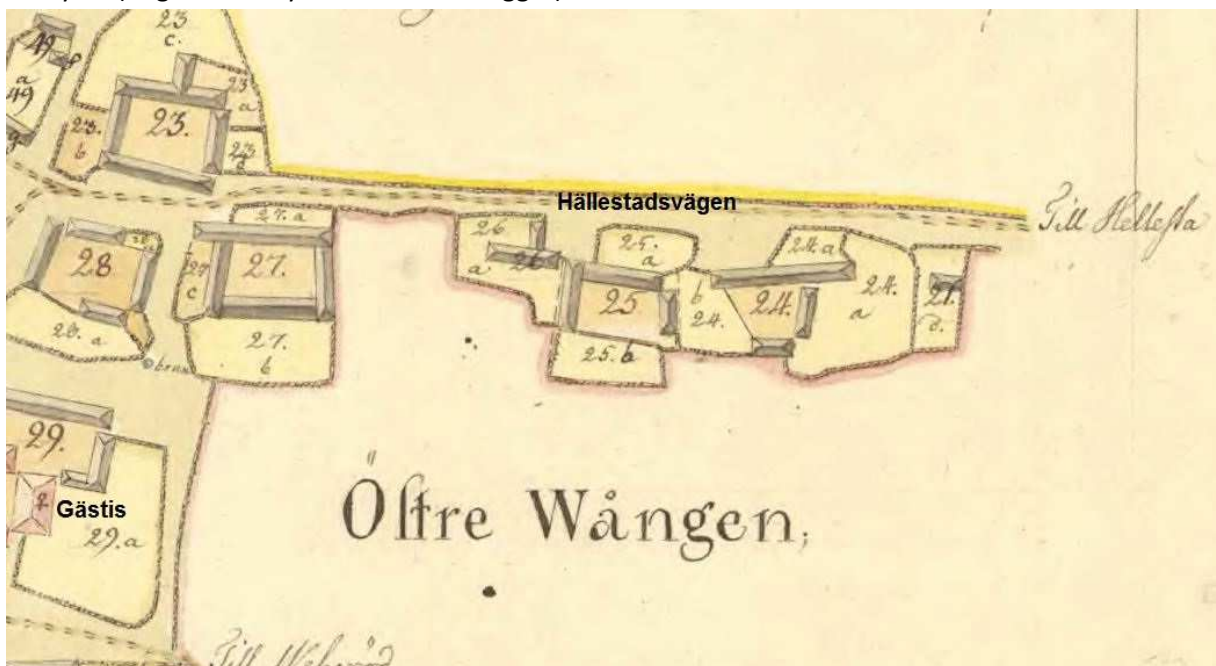 23
c.
49
a
49
23
a
23.
23.
b
23
d
Hällestadsvägen
Till Hellesta
27.a
26
a
26
25.
a
24.a
28
27
c
27.
25
b
24.
24.
24.
a
21.
d.
28. a
27.
b
25. b
29.
Gästis
29.a
Östre Wången;
Till